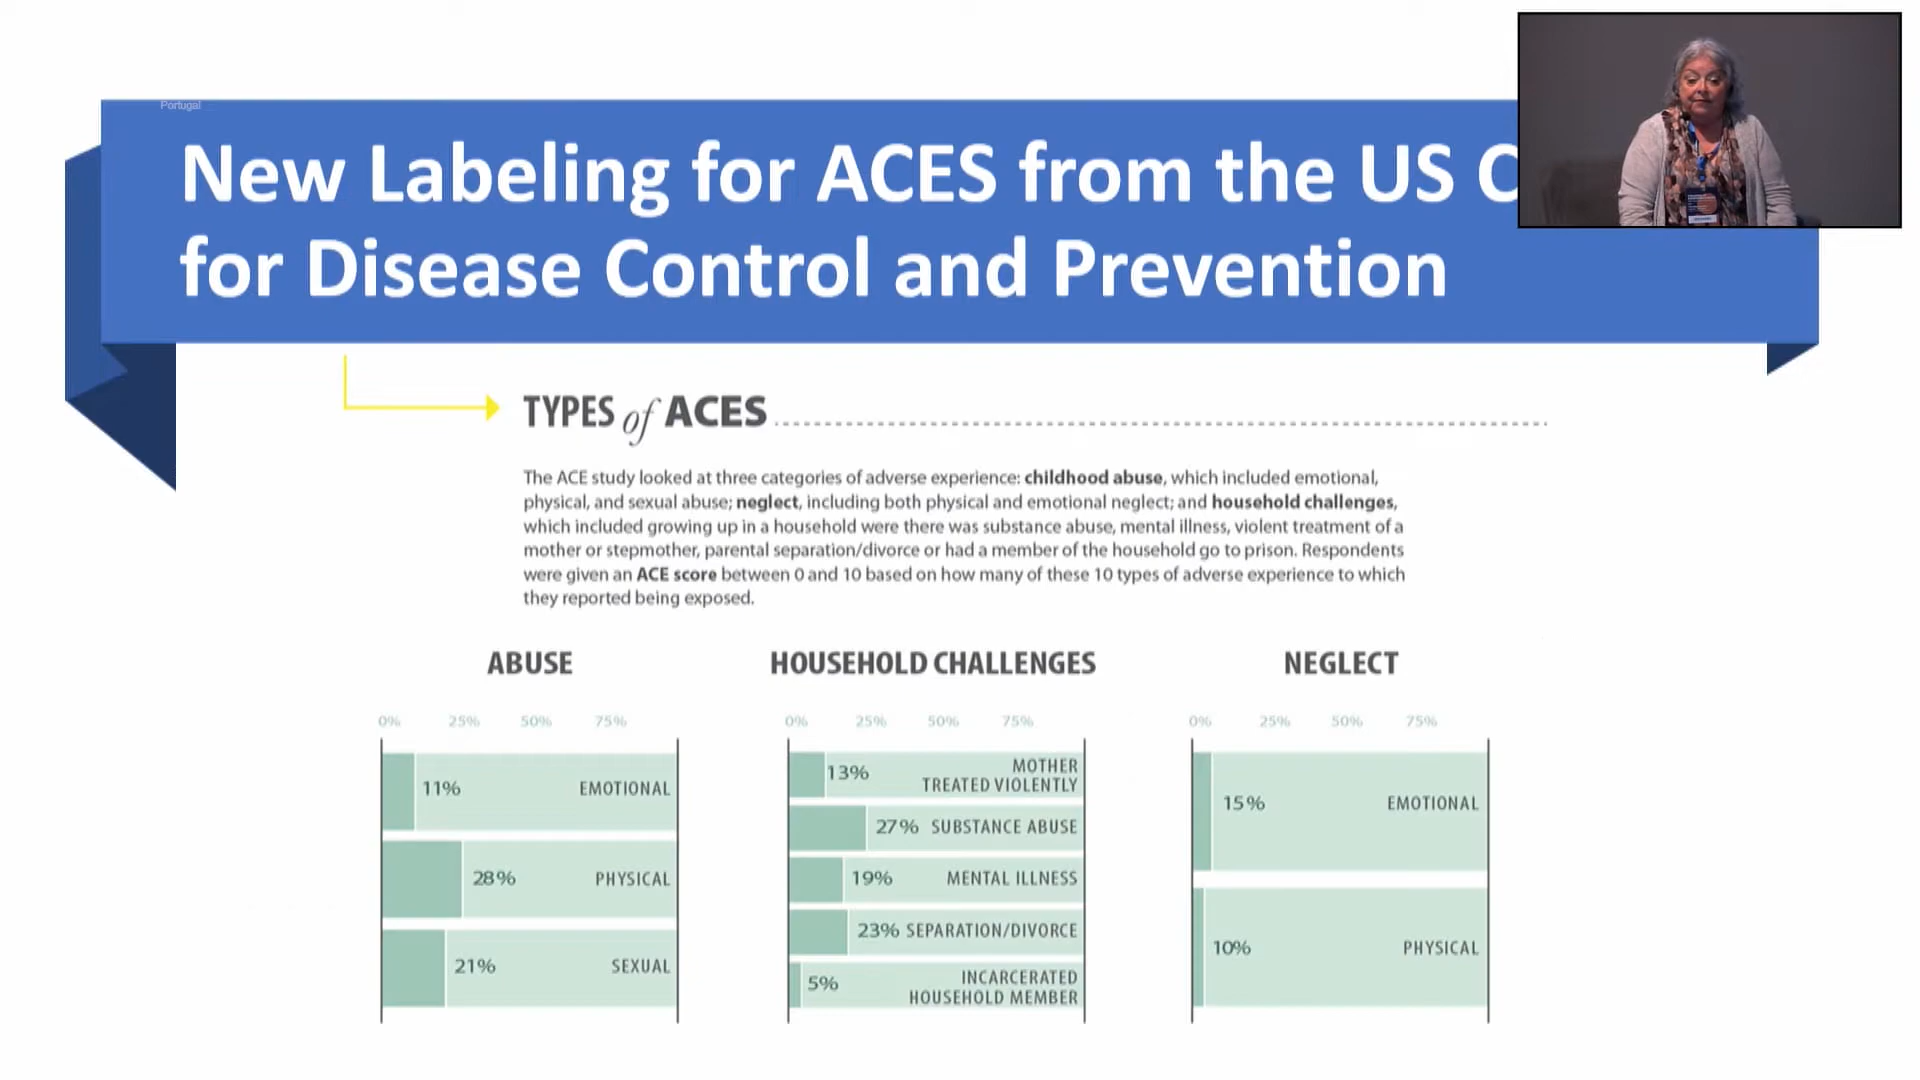 Portugal
New Labeling for ACES from the US C
for Disease Control and Prevention
TYPES of ACES
The ACE study looked at three categories of adverse experience: childhood abuse, which included emotional,
physical, and sexual abuse; neglect, including both physical and emotional neglect; and household challenges,
which included growing up in a household were there was substance abuse, mental illness, violent treatment of a
mother or stepmother, parental separation/divorce or had a member of the household go to prison. Respondents
were given an ACE score between 0 and 10 based on how many of these 10 types of adverse experience to which
they reported being exposed.
ABUSE
0% 25% 50% 75%
11% EMOTIONAL
28% PHYSICAL
21% SEXUAL
HOUSEHOLD CHALLENGES
0% 25% 50% 75%
13% MOTHER
TREATED VIOLENTLY
27% SUBSTANCE ABUSE
19% MENTAL ILLNESS
23% SEPARATION/DIVORCE
5% INCARCERATED
HOUSEHOLD MEMBER
NEGLECT
0% 25% 50% 75%
15% EMOTIONAL
10% PHYSICAL